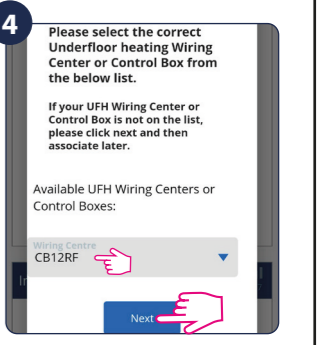 4
Please select the correct
Underfloor heating Wiring
Center or Control Box from
the below list.
If your UFH Wiring Center or
Control Box is not on the list,
please click next and then
associate later.
Available UFH Wiring Centers or
Control Boxes:
Wiring Centre
CB12RF
Next